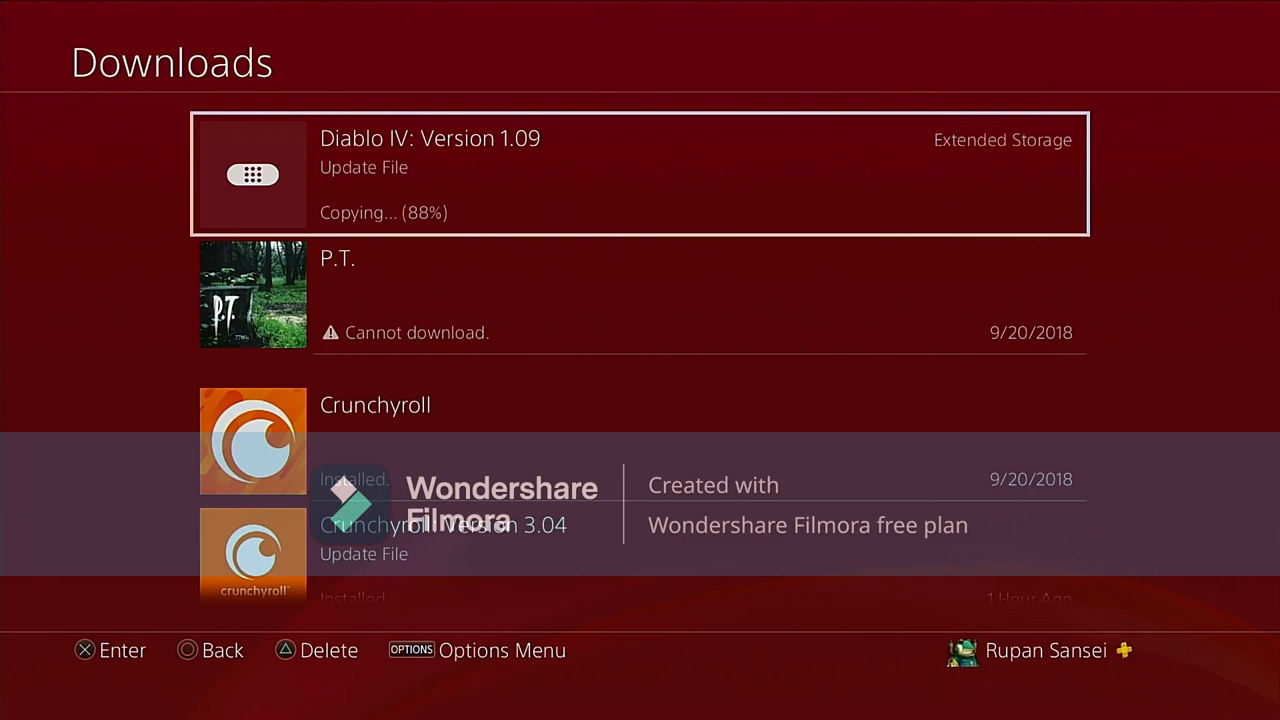 Downloads
Diablo IV: Version 1.09
Extended Storage
Update File
Copying... (88%)
P.T.
P.T.
Cannot download.
9/20/2018
Crunchyroll
Installed.
9/20/2018
Wondershare
Filmora
Created with
Wondershare Filmora free plan
Crunchyroll: Version 3.04
Update File
crunchyroll
Installed.
1 Hour Ago
Enter
Back
Delete
OPTIONS Options Menu
Rupan Sansei